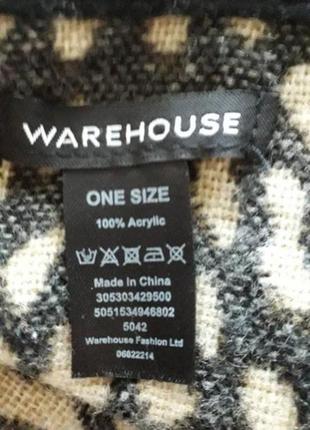 WAREHOUSE
ONE SIZE
100% Acrylic
Made in China
305303429500
5051534946802
5042
Warehouse Fashion Ltd
06822214